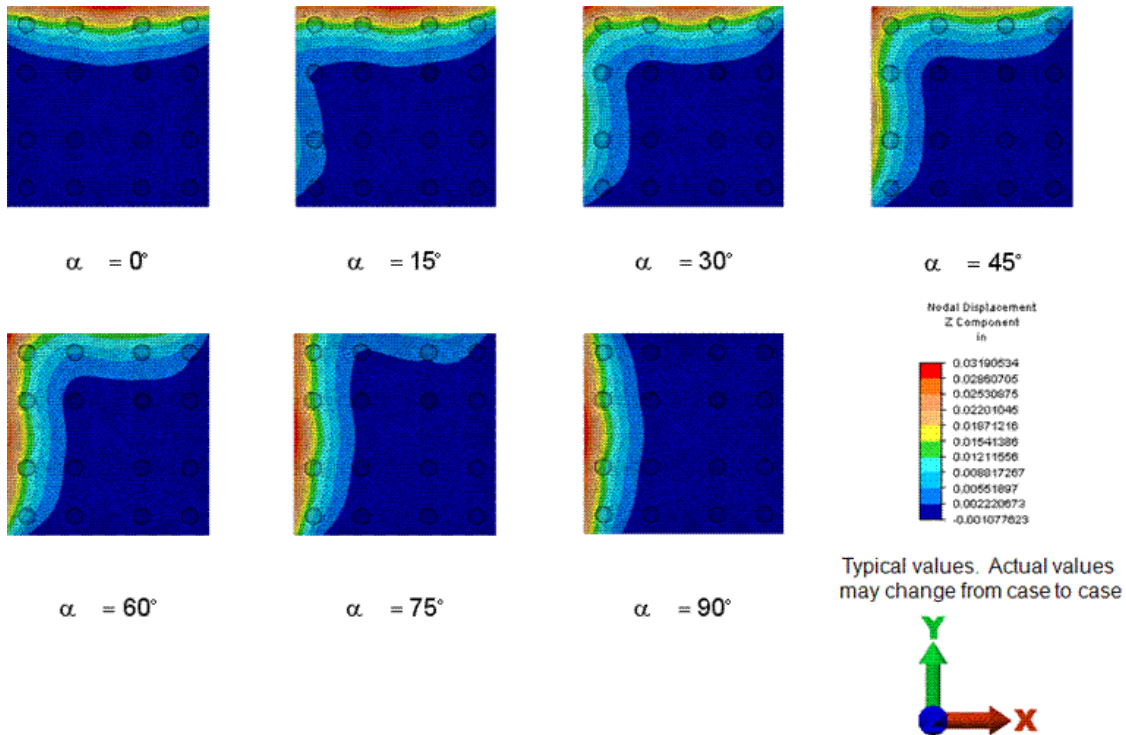 α = 0°
α = 15°
α = 30°
α = 45°
Nodal Displacement
Z Component
in
0.03190534
0.02860705
0.02530875
0.02201045
0.01871216
0.01541386
0.01211556
0.008817267
0.00551897
0.002220673
-0.001077623
α = 60°
α = 75°
α = 90°
Typical values. Actual values
may change from case to case
Y
Z
X